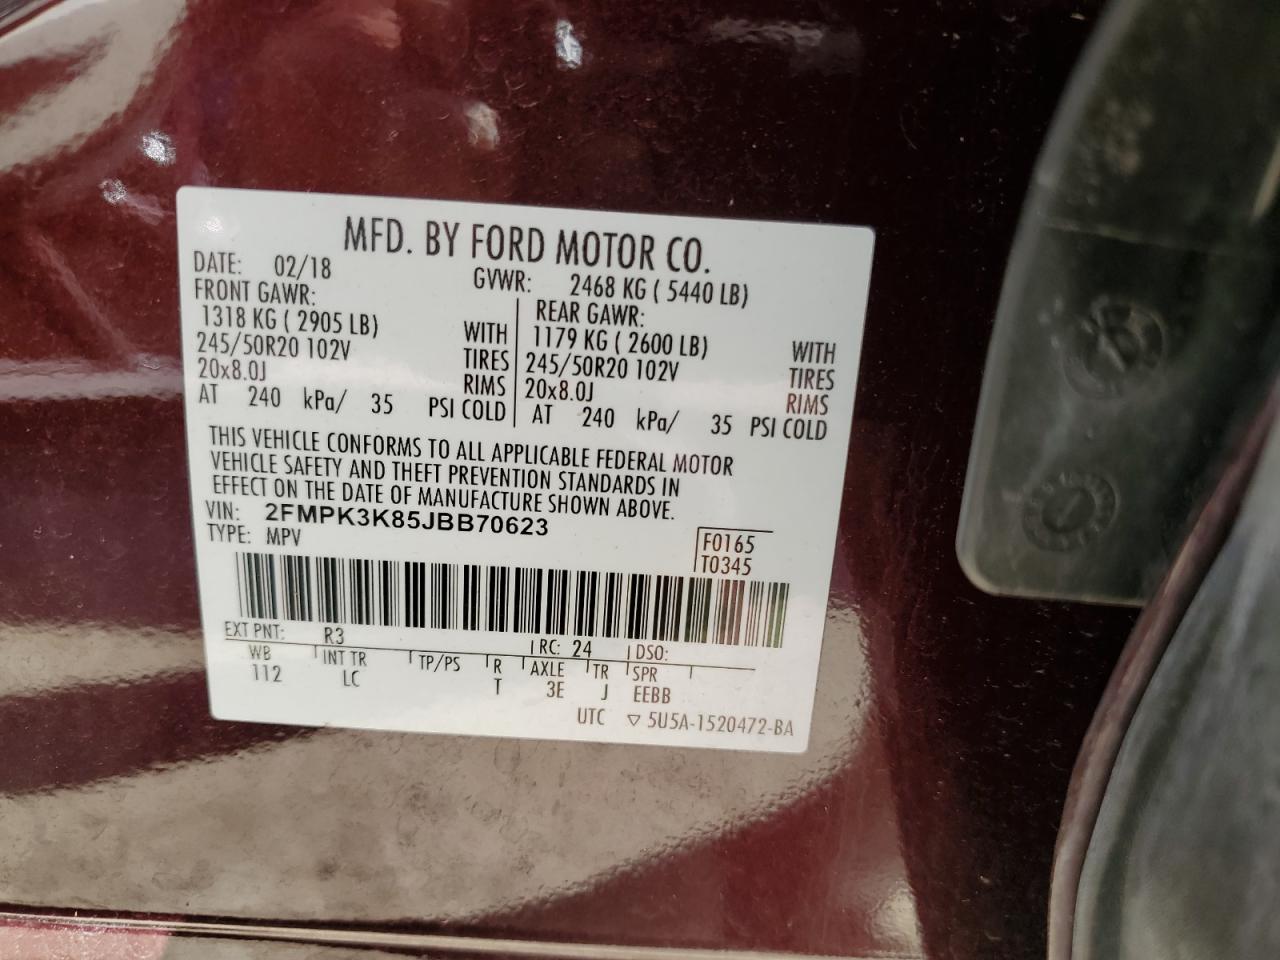 MFD. BY FORD MOTOR CO.
DATE: 02/18 GVWR: 2468 KG ( 5440 LB)
FRONT GAWR: REAR GAWR:
1318 KG ( 2905 LB) WITH 1179 KG ( 2600 LB) WITH
245/50R20 102V TIRES 245/50R20 102V TIRES
20x8.0J RIMS 20x8.0J RIMS
AT 240 kPa/ 35 PSI COLD AT 240 kPa/ 35 PSI COLD
THIS VEHICLE CONFORMS TO ALL APPLICABLE FEDERAL MOTOR
VEHICLE SAFETY AND THEFT PREVENTION STANDARDS IN
EFFECT ON THE DATE OF MANUFACTURE SHOWN ABOVE.
VIN: 2FMPK3K85JBB70623
TYPE: MPV F0165
T0345
EXT PNT: R3 RC: 24 DSO:
WB INT TR TP/PS R AXLE TR SPR
112 LC T 3E J EEBB
UTC ▽ 5U5A-1520472-BA